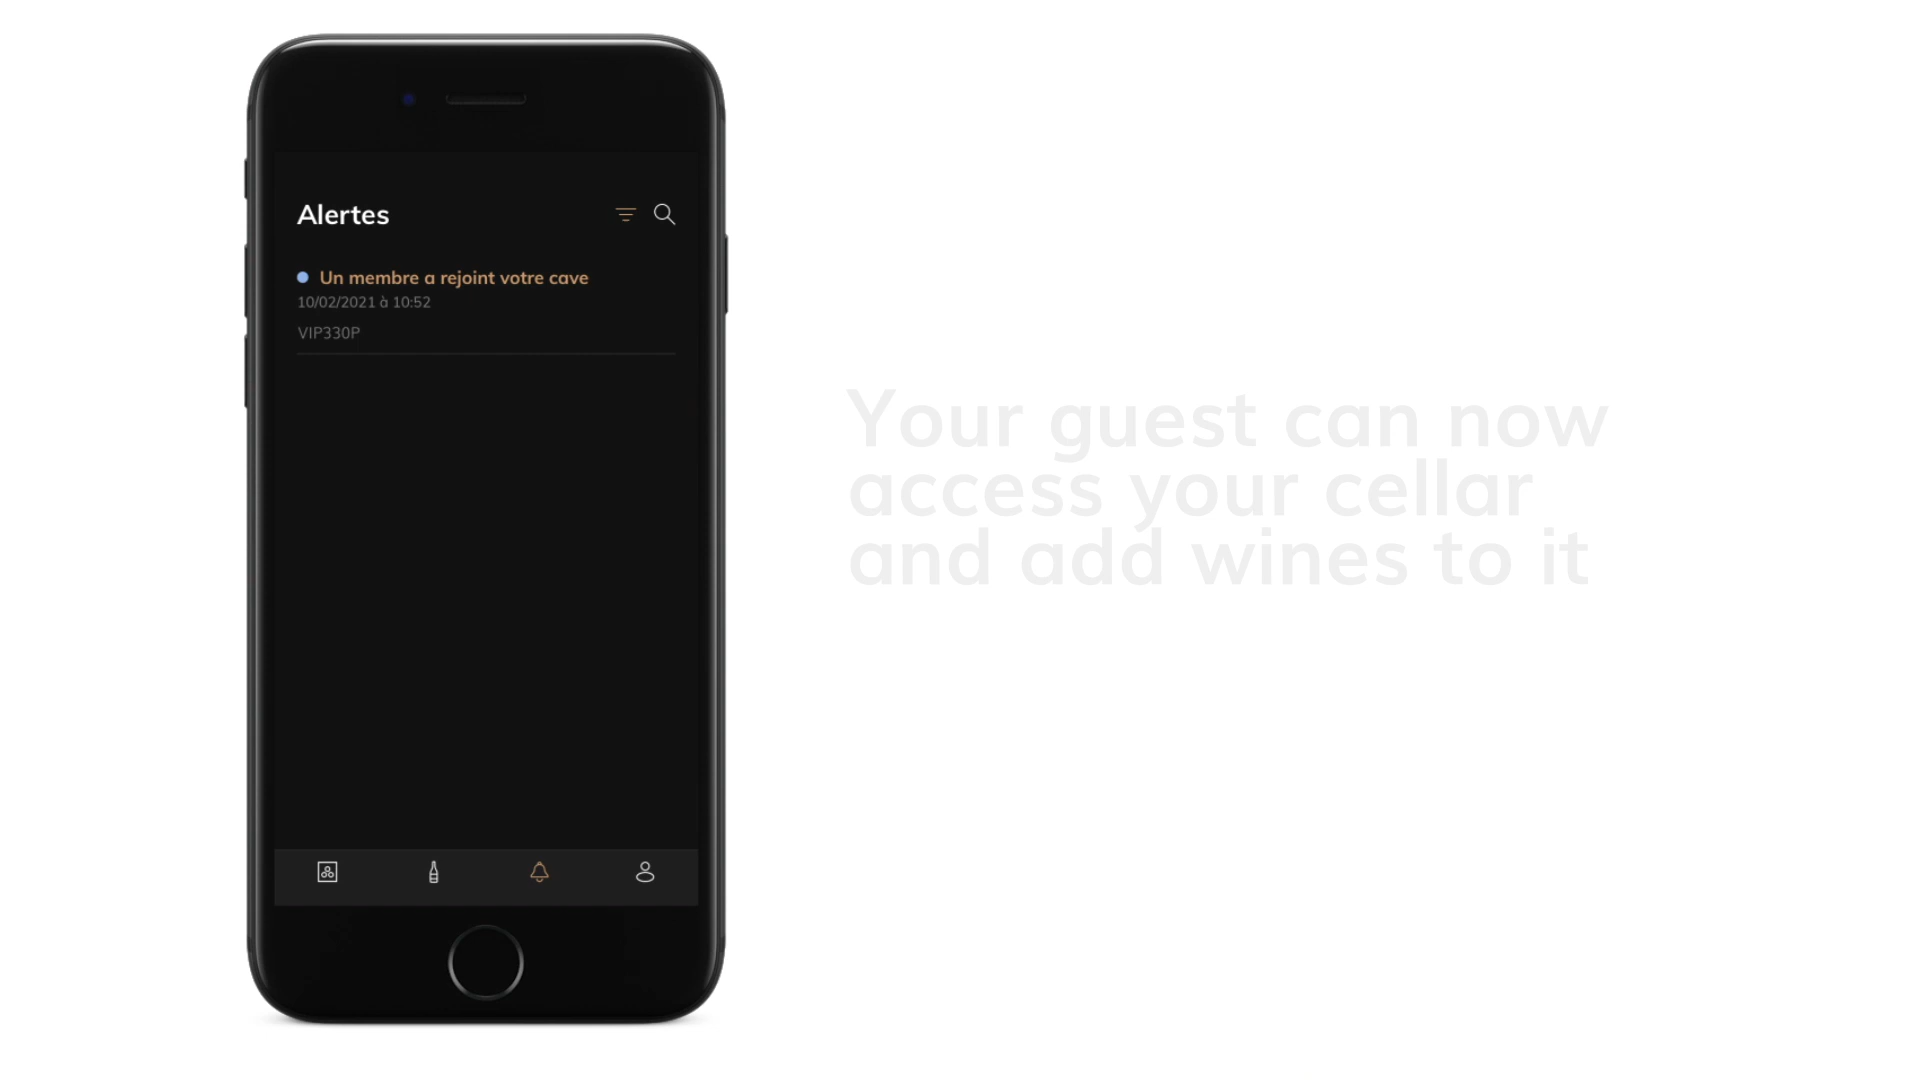 Alertes
Un membre a rejoint votre cave
10/02/2021 à 10:52
VIP330P
Your guest can now
access your cellar
and add wines to it